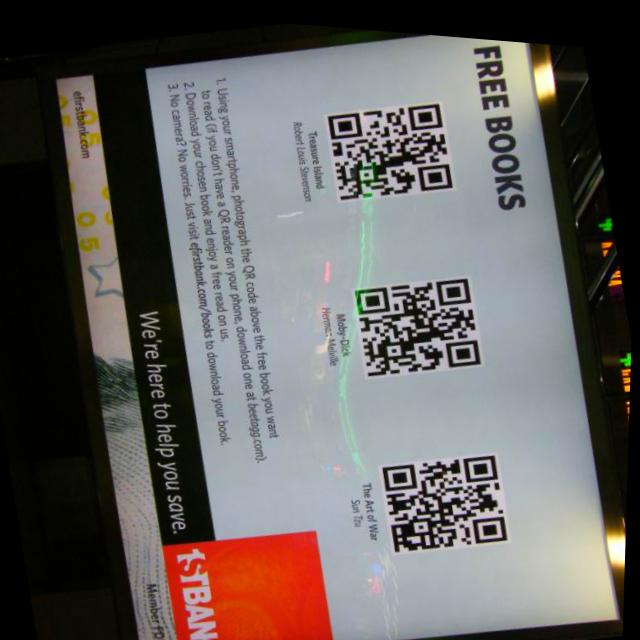 FREE BOOKS
Treasure Island
Robert Louis Stevenson
Moby-Dick
Herman Melville
The Art of War
Sun Tzu
1. Using your smartphone, photograph the QR code above the free book you want
to read (if you don't have a QR reader on your phone, download one at beetagg.com).
2. Download your chosen book and enjoy a free read on us.
3. No camera? No worries. Just visit efirstbank.com/books to download your book.
We're here to help you save.
1STBAN
efirstbank.com
Member FD